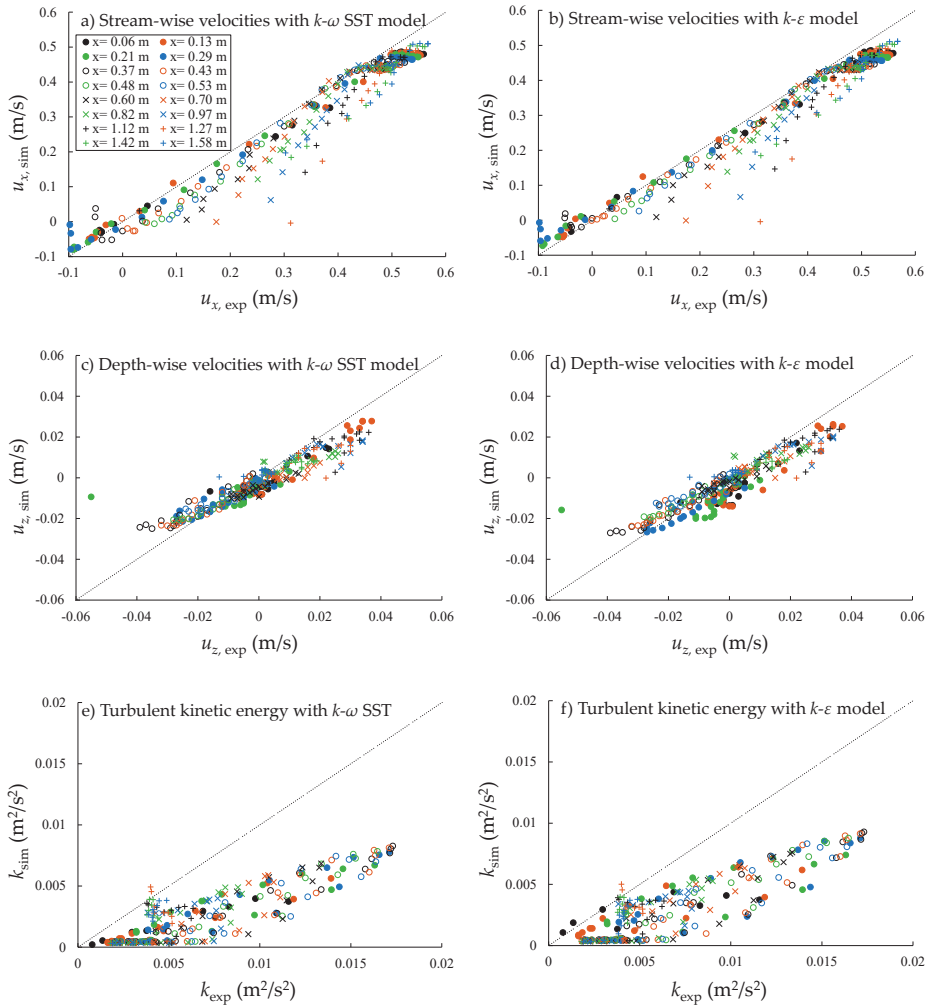 a) Stream-wise velocities with k-ω SST model
0.6
0.5
0.4
0.3
0.2
0.1
0
-0.1
x= 0.06 m x= 0.13 m
x= 0.21 m x= 0.29 m
x= 0.37 m x= 0.43 m
x= 0.48 m x= 0.53 m
x= 0.60 m x= 0.70 m
x= 0.82 m x= 0.97 m
x= 1.12 m x= 1.27 m
x= 1.42 m x= 1.58 m
-0.1 0 0.1 0.2 0.3 0.4 0.5 0.6
u_x, sim (m/s)
u_x, exp (m/s)
b) Stream-wise velocities with k-ε model
0.6
0.5
0.4
0.3
0.2
0.1
0
-0.1
-0.1 0 0.1 0.2 0.3 0.4 0.5 0.6
u_x, sim (m/s)
u_x, exp (m/s)
c) Depth-wise velocities with k-ω SST model
0.06
0.04
0.02
0
-0.02
-0.04
-0.06
-0.06 -0.04 -0.02 0 0.02 0.04 0.06
u_z, sim (m/s)
u_z, exp (m/s)
d) Depth-wise velocities with k-ε model
0.06
0.04
0.02
0
-0.02
-0.04
-0.06
-0.06 -0.04 -0.02 0 0.02 0.04 0.06
u_z, sim (m/s)
u_z, exp (m/s)
e) Turbulent kinetic energy with k-ω SST
0.02
0.015
0.01
0.005
0
0 0.005 0.01 0.015 0.02
k_sim (m²/s²)
k_exp (m²/s²)
f) Turbulent kinetic energy with k-ε model
0.02
0.015
0.01
0.005
0
0 0.005 0.01 0.015 0.02
k_sim (m²/s²)
k_exp (m²/s²)